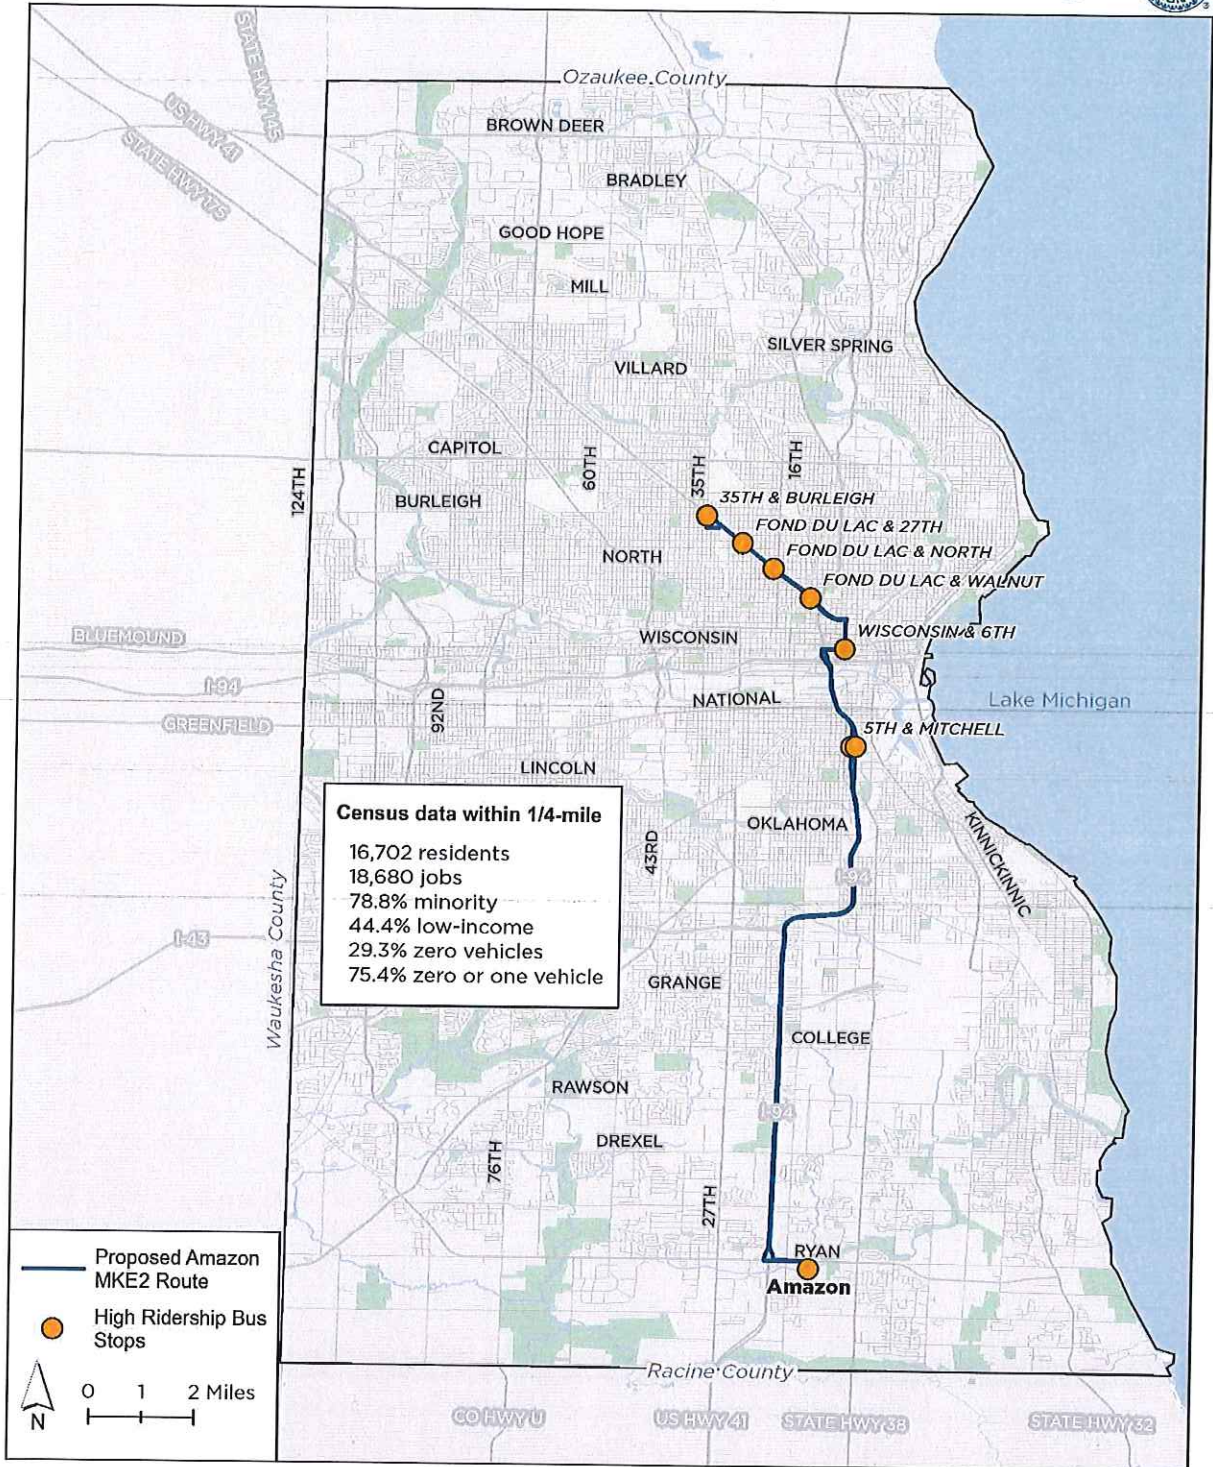 Ozaukee County
STATE HWY 145
US HWY 41
STATE HWY 175
BROWN DEER
BRADLEY
GOOD HOPE
MILL
SILVER SPRING
VILLARD
CAPITOL
60TH
35TH
16TH
124TH
BURLEIGH
35TH & BURLEIGH
FOND DU LAC & 27TH
NORTH
FOND DU LAC & NORTH
FOND DU LAC & WALNUT
BLUEMOUND
WISCONSIN
WISCONSIN & 6TH
I-94
92ND
NATIONAL
Lake Michigan
GREENFIELD
5TH & MITCHELL
LINCOLN
Census data within 1/4-mile
16,702 residents
18,680 jobs
78.8% minority
44.4% low-income
29.3% zero vehicles
75.4% zero or one vehicle
OKLAHOMA
43RD
KINNICKINNIC
I-94
Waukesha County
I-43
GRANGE
COLLEGE
RAWSON
I-94
DREXEL
76TH
27TH
RYAN
Amazon
Proposed Amazon
MKE2 Route
High Ridership Bus
Stops
N
0 1 2 Miles
Racine County
CO HWY U
US HWY 41
STATE HWY 38
STATE HWY 32